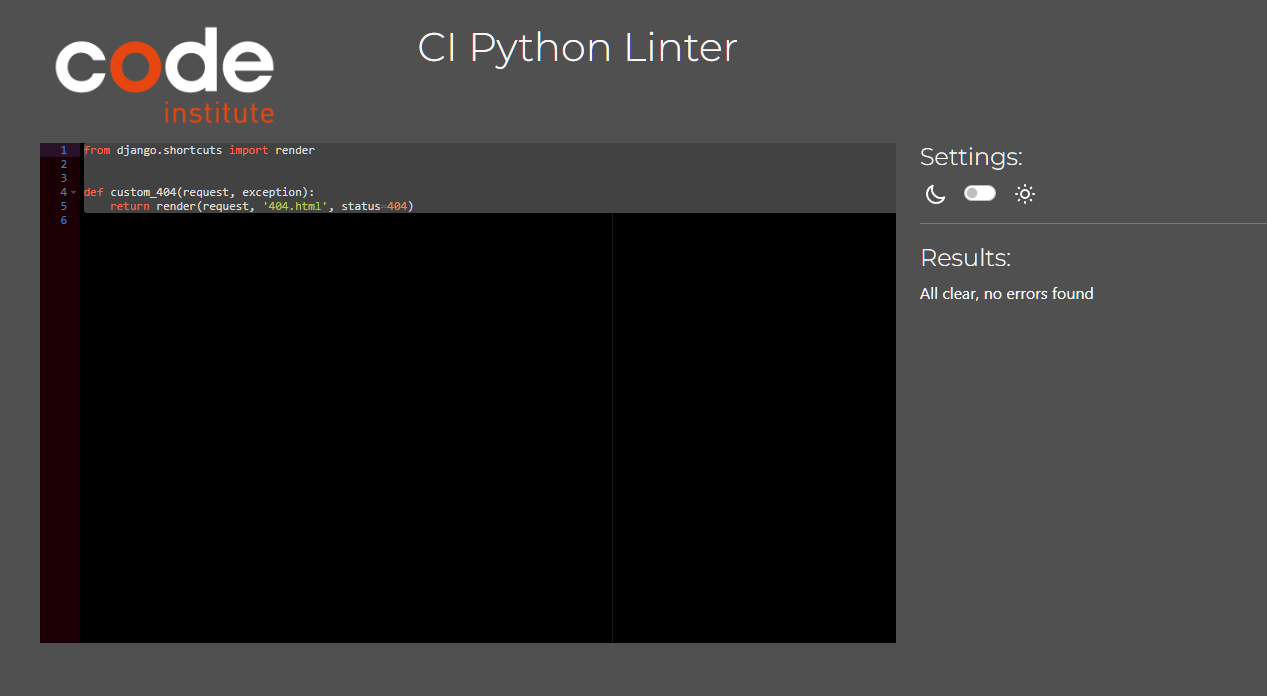 code
institute
CI Python Linter
1 from django.shortcuts import render
2
3
4 def custom_404(request, exception):
5     return render(request, '404.html', status=404)
6
Settings:
Results:
All clear, no errors found